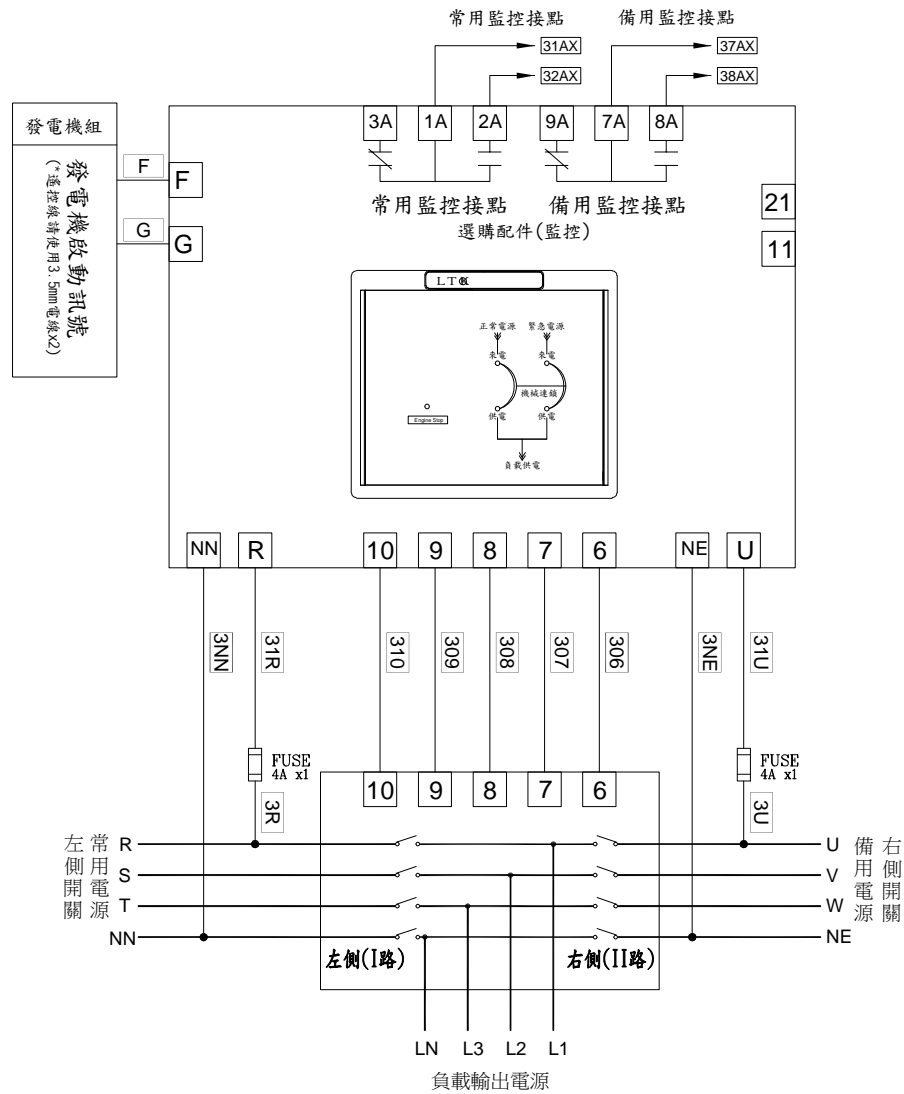 常用監控接點
備用監控接點
31AX
37AX
32AX
38AX
3A 1A 2A 9A 7A 8A
發電機組
發電機啟動訊號
(*遙控線請使用3.5mm電線x2)
F
F
G
G
常用監控接點
備用監控接點
選購配件(監控)
21
11
正常電源
緊急電源
來電
來電
機械連鎖
供電
供電
Engine Stop
負載供電
NN R 10 9 8 7 6 NE U
3NN
31R
310
309
308
307
306
3NE
31U
FUSE
4A x1
FUSE
4A x1
3R
3U
10 9 8 7 6
常用電源
左側開關
R
S
T
NN
U
V
W
NE
備用電源
右側開關
左側(I路)
右側(II路)
LN L3 L2 L1
負載輸出電源